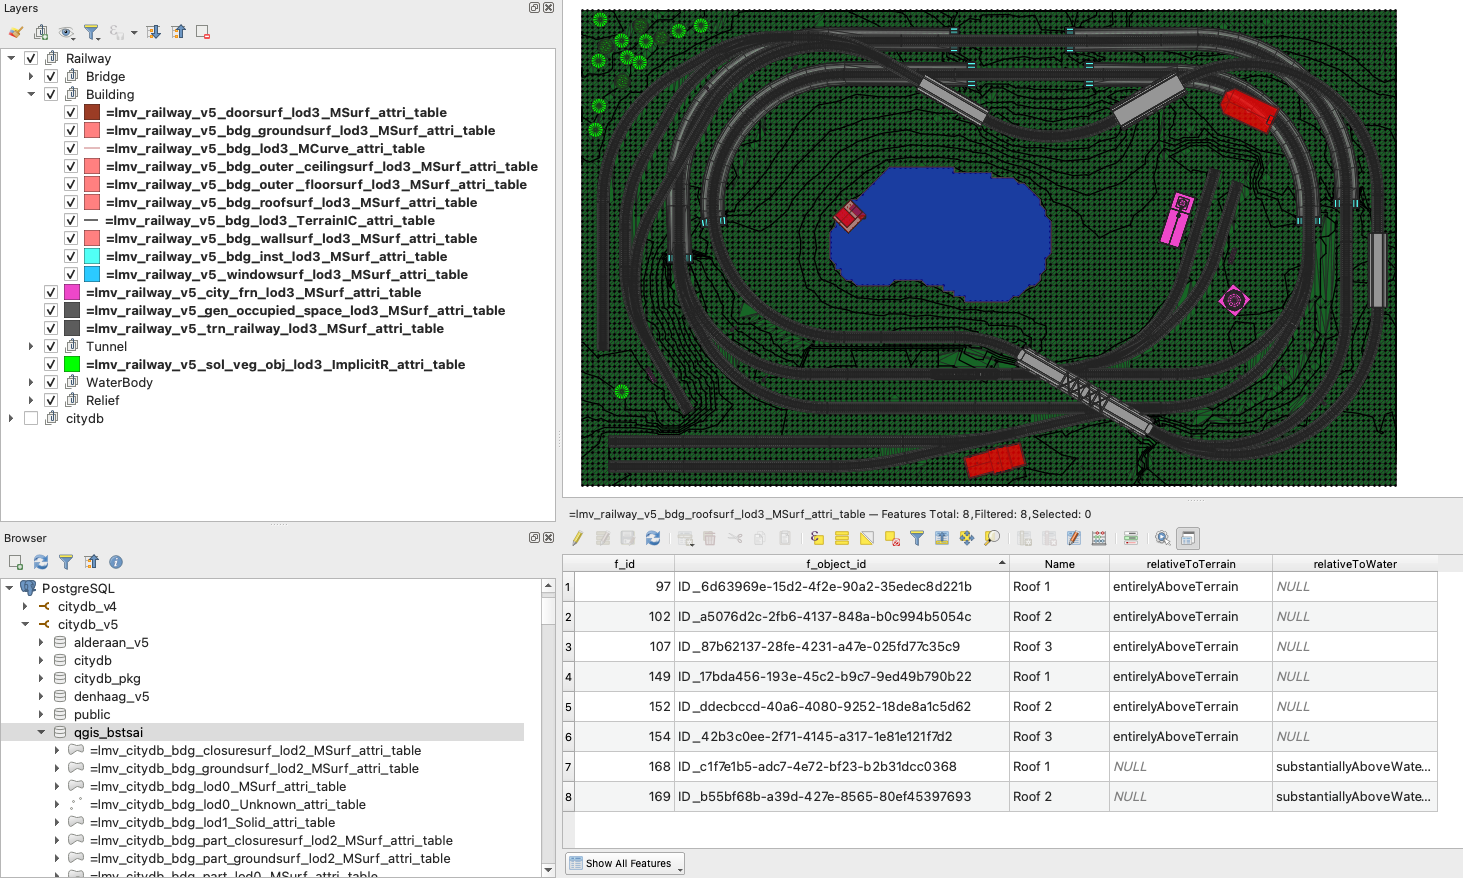 Layers
Railway
Bridge
Building
=lmv_railway_v5_doorsurf_lod3_MSurf_attri_table
=lmv_railway_v5_bdg_groundsurf_lod3_MSurf_attri_table
=lmv_railway_v5_bdg_lod3_MCurve_attri_table
=lmv_railway_v5_bdg_outer_ceilingsurf_lod3_MSurf_attri_table
=lmv_railway_v5_bdg_outer_floorsurf_lod3_MSurf_attri_table
=lmv_railway_v5_bdg_roofsurf_lod3_MSurf_attri_table
=lmv_railway_v5_bdg_lod3_TerrainIC_attri_table
=lmv_railway_v5_bdg_wallsurf_lod3_MSurf_attri_table
=lmv_railway_v5_bdg_inst_lod3_MSurf_attri_table
=lmv_railway_v5_windowsurf_lod3_MSurf_attri_table
=lmv_railway_v5_city_frn_lod3_MSurf_attri_table
=lmv_railway_v5_gen_occupied_space_lod3_MSurf_attri_table
=lmv_railway_v5_trn_railway_lod3_MSurf_attri_table
Tunnel
=lmv_railway_v5_sol_veg_obj_lod3_ImplicitR_attri_table
WaterBody
Relief
citydb
Browser
PostgreSQL
citydb_v4
citydb_v5
alderaan_v5
citydb
citydb_pkg
denhaag_v5
public
qgis_bstsai
=lmv_citydb_bdg_closuresurf_lod2_MSurf_attri_table
=lmv_citydb_bdg_groundsurf_lod2_MSurf_attri_table
=lmv_citydb_bdg_lod0_MSurf_attri_table
=lmv_citydb_bdg_lod0_Unknown_attri_table
=lmv_citydb_bdg_lod1_Solid_attri_table
=lmv_citydb_bdg_part_closuresurf_lod2_MSurf_attri_table
=lmv_citydb_bdg_part_groundsurf_lod2_MSurf_attri_table
=lmv_citydb_bdg_part_lod0_MSurf_attri_table
=lmv_railway_v5_bdg_roofsurf_lod3_MSurf_attri_table — Features Total: 8, Filtered: 8, Selected: 0
f_id f_object_id Name relativeToTerrain relativeToWater
1 97 ID_6d63969e-15d2-4f2e-90a2-35edec8d221b Roof 1 entirelyAboveTerrain NULL
2 102 ID_a5076d2c-2fb6-4137-848a-b0c994b5054c Roof 2 entirelyAboveTerrain NULL
3 107 ID_87b62137-28fe-4231-a47e-025fd77c35c9 Roof 3 entirelyAboveTerrain NULL
4 149 ID_17bda456-193e-45c2-b9c7-9ed49b790b22 Roof 1 entirelyAboveTerrain NULL
5 152 ID_ddecbccd-40a6-4080-9252-18de8a1c5d62 Roof 2 entirelyAboveTerrain NULL
6 154 ID_42b3c0ee-2f71-4145-a317-1e81e121f7d2 Roof 3 entirelyAboveTerrain NULL
7 168 ID_c1f7e1b5-adc7-4e72-bf23-b2b31dcc0368 Roof 1 NULL substantiallyAboveWate...
8 169 ID_b55bf68b-a39d-427e-8565-80ef45397693 Roof 2 NULL substantiallyAboveWate...
Show All Features